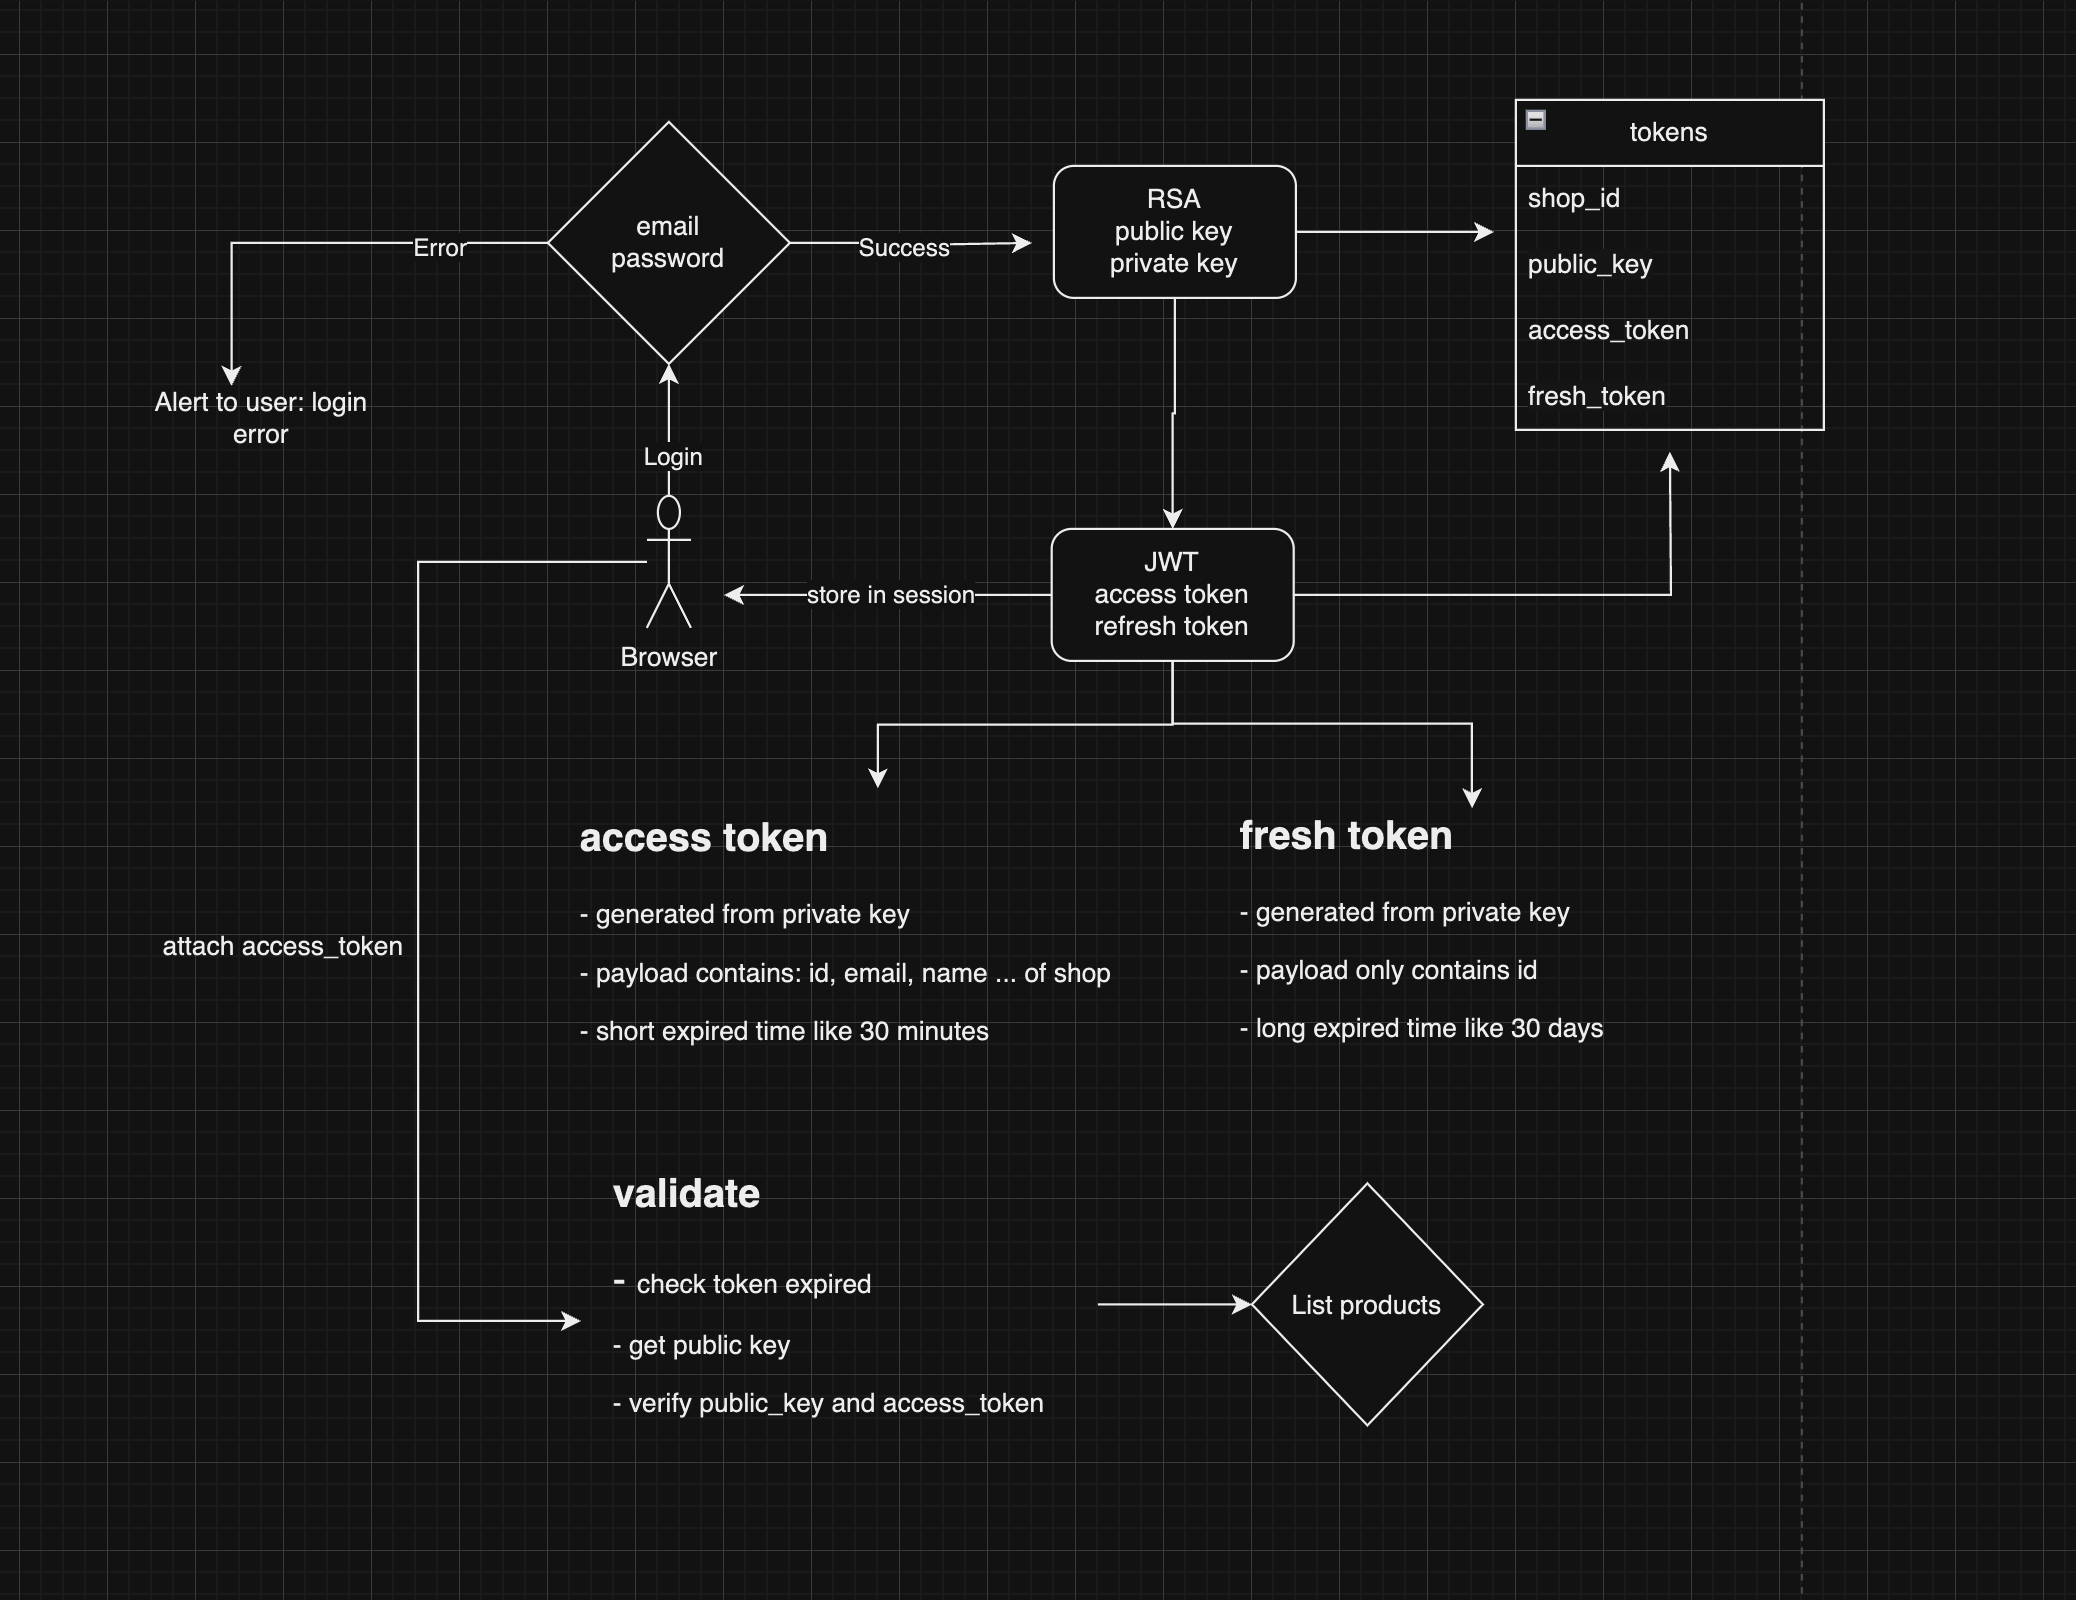 tokens
shop_id
public_key
access_token
fresh_token
RSA
public key
private key
email
password
Error
Success
Alert to user: login
error
Login
Browser
store in session
JWT
access token
refresh token
attach access_token
access token
- generated from private key
- payload contains: id, email, name ... of shop
- short expired time like 30 minutes
fresh token
- generated from private key
- payload only contains id
- long expired time like 30 days
validate
- check token expired
- get public key
- verify public_key and access_token
List products